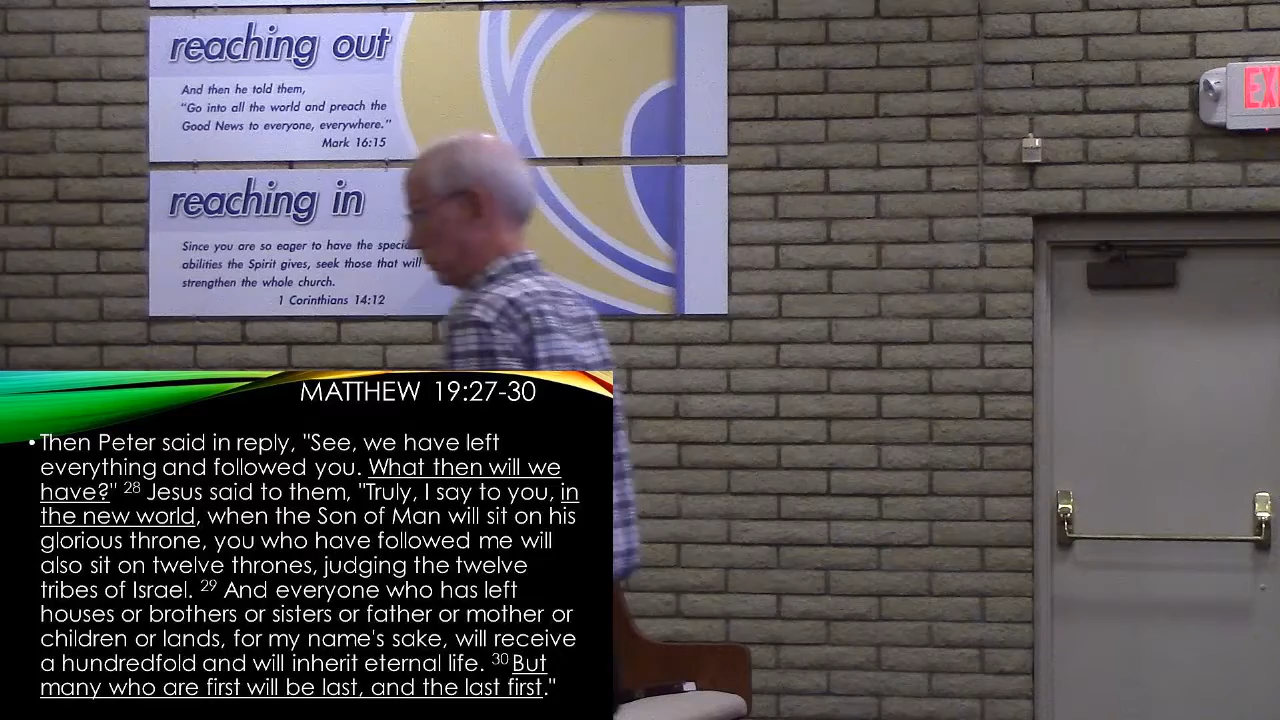 reaching out
And then he told them,
"Go into all the world and preach the
Good News to everyone, everywhere."
Mark 16:15
reaching in
Since you are so eager to have the
abilities the Spirit gives, seek those that will
strengthen the whole church.
1 Corinthians 14:12
MATTHEW 19:27-30
• Then Peter said in reply, "See, we have left
everything and followed you. What then will we
have?" 28 Jesus said to them, "Truly, I say to you, in
the new world, when the Son of Man will sit on his
glorious throne, you who have followed me will
also sit on twelve thrones, judging the twelve
tribes of Israel. 29 And everyone who has left
houses or brothers or sisters or father or mother or
children or lands, for my name's sake, will receive
a hundredfold and will inherit eternal life. 30 But
many who are first will be last, and the last first."